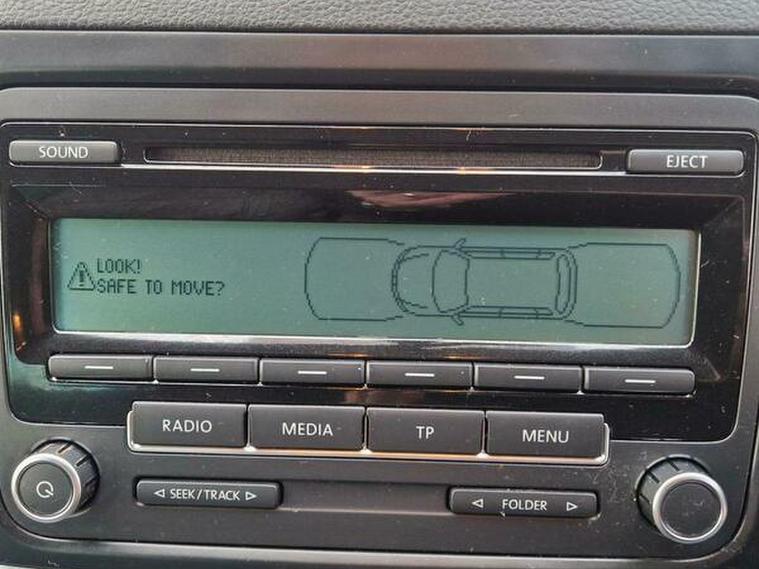 SOUND
EJECT
LOOK!
SAFE TO MOVE?
RADIO
MEDIA
TP
MENU
SEEK/TRACK
FOLDER